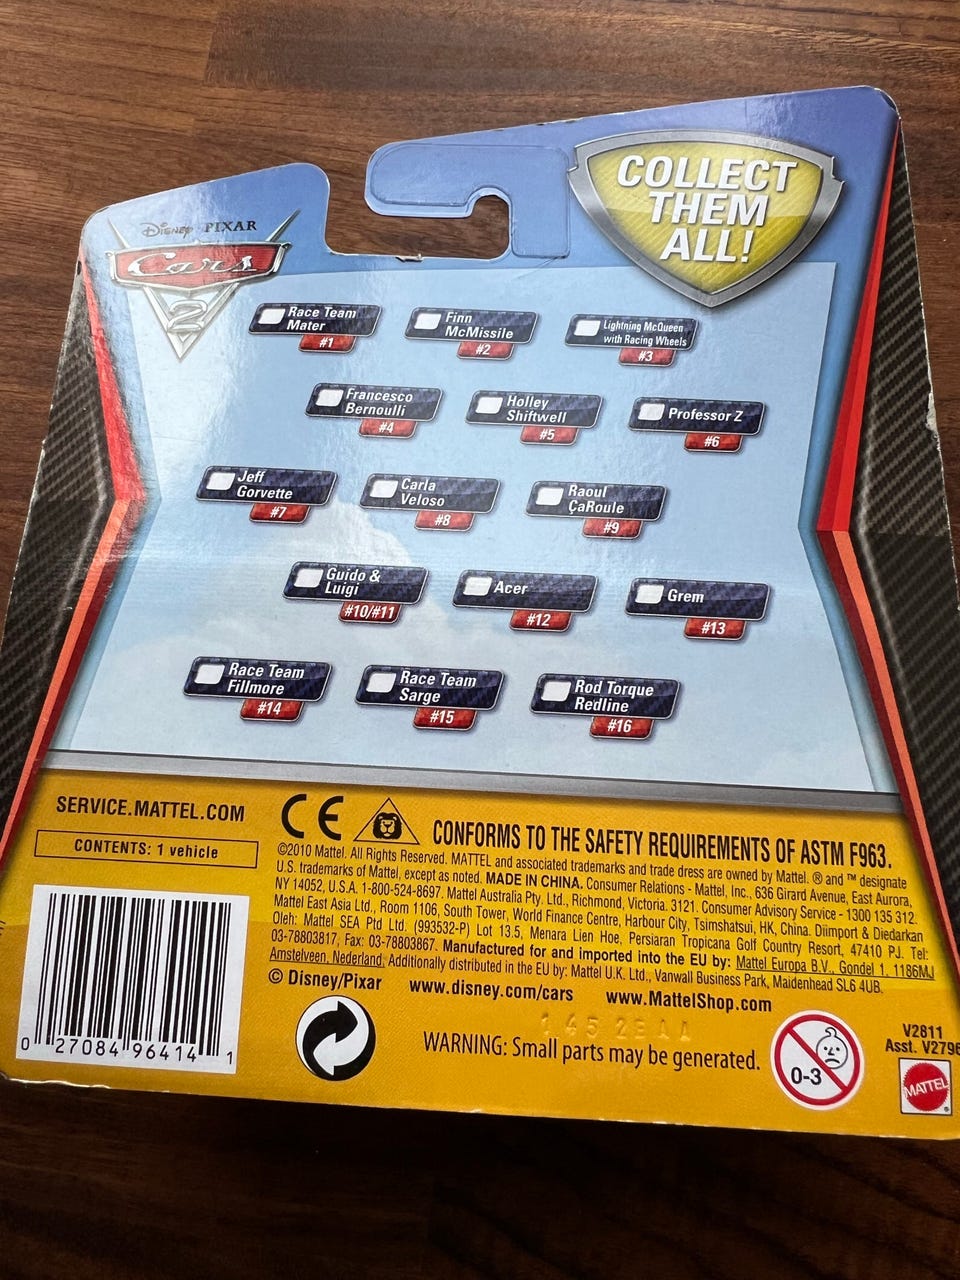 COLLECT
THEM
ALL!
Disney PIXAR
Cars
2
Race Team
Mater
#1
Finn
McMissile
#2
Lightning McQueen
with Racing Wheels
#3
Francesco
Bernoulli
#4
Holley
Shiftwell
#5
Professor Z
#6
Jeff
Gorvette
#7
Carla
Veloso
#8
Raoul
ÇaRoule
#9
Guido &
Luigi
#10/#11
Acer
#12
Grem
#13
Race Team
Fillmore
#14
Race Team
Sarge
#15
Rod Torque
Redline
#16
SERVICE.MATTEL.COM
CONTENTS: 1 vehicle
CE
CONFORMS TO THE SAFETY REQUIREMENTS OF ASTM F963.
©2010 Mattel. All Rights Reserved. MATTEL and associated trademarks and trade dress are owned by Mattel. ® and ™ designate
U.S. trademarks of Mattel, except as noted. MADE IN CHINA. Consumer Relations - Mattel, Inc., 636 Girard Avenue, East Aurora,
NY 14052, U.S.A. 1-800-524-8697. Mattel Australia Pty. Ltd., Richmond, Victoria. 3121. Consumer Advisory Service - 1300 135 312.
Mattel East Asia Ltd., Room 1106, South Tower, World Finance Centre, Harbour City, Tsimshatsui, HK, China. Diimport & Diedarkan
Oleh: Mattel SEA Ptd Ltd. (993532-P) Lot 13.5, Menara Lien Hoe, Persiaran Tropicana Golf Country Resort, 47410 PJ. Tel:
03-78803817, Fax: 03-78803867. Manufactured for and imported into the EU by: Mattel Europa B.V., Gondel 1, 1186MJ
Amstelveen, Nederland. Additionally distributed in the EU by: Mattel U.K. Ltd., Vanwall Business Park, Maidenhead SL6 4UB.
© Disney/Pixar www.disney.com/cars www.MattelShop.com
0 27084 96414 1
WARNING: Small parts may be generated.
0-3
V2811
Asst. V2796
MATTEL
®